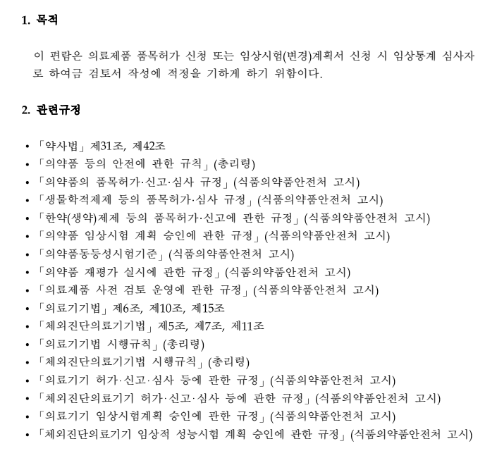 1. 목적
이 편람은 의료제품 품목허가 신청 또는 임상시험(변경)계획서 신청 시 임상통계 심사자
로 하여금 검토서 작성에 적정을 기하게 하기 위함이다.
2. 관련규정
• 「약사법」제31조, 제42조
• 「의약품 등의 안전에 관한 규칙」(총리령)
• 「의약품의 품목허가·신고·심사 규정」(식품의약품안전처 고시)
• 「생물학적제제 등의 품목허가·심사 규정」(식품의약품안전처 고시)
• 「한약(생약)제제 등의 품목허가·신고에 관한 규정」(식품의약품안전처 고시)
• 「의약품 임상시험 계획 승인에 관한 규정」(식품의약품안전처 고시)
• 「의약품동등성시험기준」(식품의약품안전처 고시)
• 「의약품 재평가 실시에 관한 규정」(식품의약품안전처 고시)
• 「의료제품 사전 검토 운영에 관한 규정」(식품의약품안전처 고시)
• 「의료기기법」제6조, 제10조, 제15조
• 「체외진단의료기기법」제5조, 제7조, 제11조
• 「의료기기법 시행규칙」(총리령)
• 「체외진단의료기기법 시행규칙」(총리령)
• 「의료기기 허가·신고·심사 등에 관한 규정」(식품의약품안전처 고시)
• 「체외진단의료기기 허가·신고·심사 등에 관한 규정」(식품의약품안전처 고시)
• 「의료기기 임상시험계획 승인에 관한 규정」(식품의약품안전처 고시)
• 「체외진단의료기기 임상적 성능시험 계획 승인에 관한 규정」(식품의약품안전처 고시)